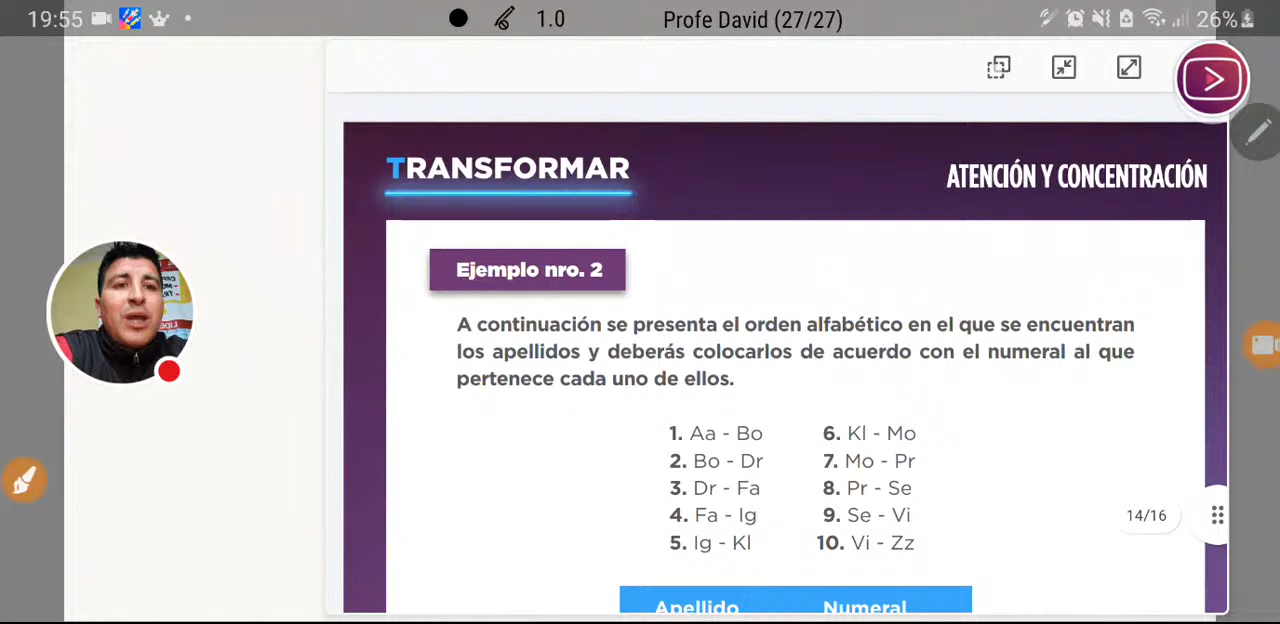 19:55 1.0 Profe David (27/27) 26%
TRANSFORMAR
ATENCIÓN Y CONCENTRACIÓN
Ejemplo nro. 2
A continuación se presenta el orden alfabético en el que se encuentran
los apellidos y deberás colocarlos de acuerdo con el numeral al que
pertenece cada uno de ellos.
1. Aa - Bo 6. Kl - Mo
2. Bo - Dr 7. Mo - Pr
3. Dr - Fa 8. Pr - Se
4. Fa - Ig 9. Se - Vi
5. Ig - Kl 10. Vi - Zz
14/16
Apellido Numeral